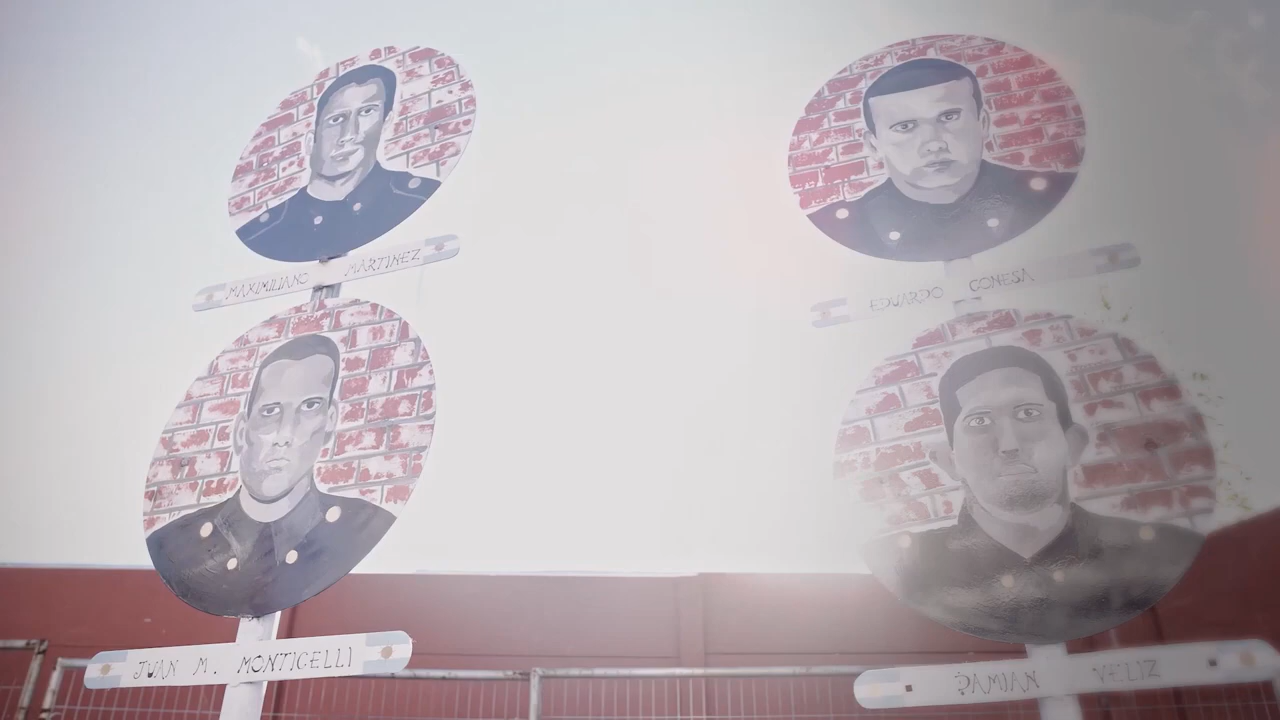 MAXIMILIANO MARTINEZ
EDUARDO CONESA
JUAN M. MONTICELLI
DAMIAN VELIZ